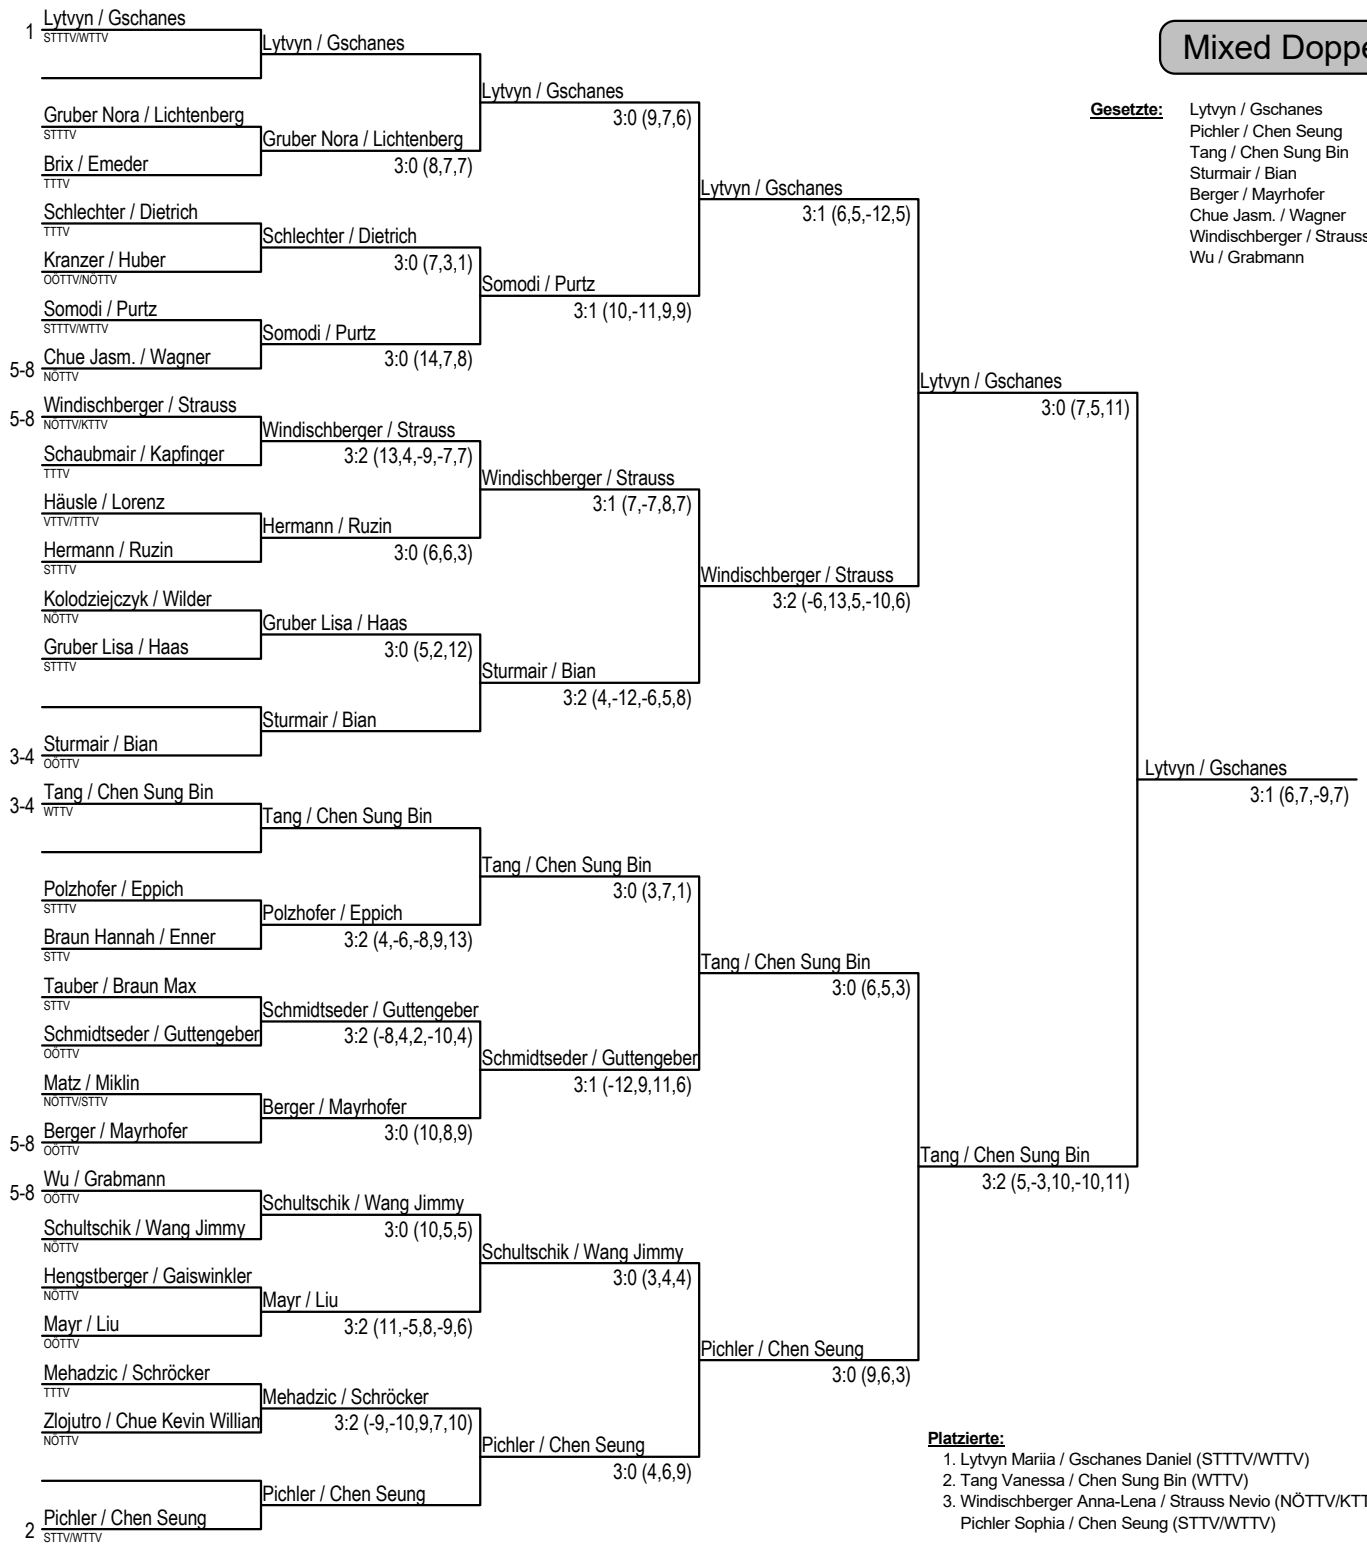 Mixed Doppe
Gesetzte:
Lytvyn / Gschanes
Pichler / Chen Seung
Tang / Chen Sung Bin
Sturmair / Bian
Berger / Mayrhofer
Chue Jasm. / Wagner
Windischberger / Strauss
Wu / Grabmann
1 Lytvyn / Gschanes
STTTV/WTTV
Gruber Nora / Lichtenberg
STTTV
Brix / Emeder
TTTV
Schlechter / Dietrich
TTTV
Kranzer / Huber
OÖTTV/NÖTTV
Somodi / Purtz
STTTV/WTTV
5-8 Chue Jasm. / Wagner
NÖTTV
5-8 Windischberger / Strauss
NÖTTV/KTTV
Schaubmair / Kapfinger
TTTV
Häusle / Lorenz
VTTV/TTTV
Hermann / Ruzin
STTTV
Kolodziejczyk / Wilder
NÖTTV
Gruber Lisa / Haas
STTTV
3-4 Sturmair / Bian
OÖTTV
3-4 Tang / Chen Sung Bin
WTTV
Polzhofer / Eppich
STTTV
Braun Hannah / Enner
STTV
Tauber / Braun Max
STTV
Schmidtseder / Guttengeber
OÖTTV
Matz / Miklin
NÖTTV/STTV
5-8 Berger / Mayrhofer
OÖTTV
5-8 Wu / Grabmann
OÖTTV
Schultschik / Wang Jimmy
NÖTTV
Hengstberger / Gaiswinkler
NÖTTV
Mayr / Liu
OÖTTV
Mehadzic / Schröcker
TTTV
Zlojutro / Chue Kevin William
NÖTTV
2 Pichler / Chen Seung
STTV/WTTV
Lytvyn / Gschanes
Gruber Nora / Lichtenberg
3:0 (8,7,7)
Schlechter / Dietrich
3:0 (7,3,1)
Somodi / Purtz
3:0 (14,7,8)
Windischberger / Strauss
3:2 (13,4,-9,-7,7)
Hermann / Ruzin
3:0 (6,6,3)
Gruber Lisa / Haas
3:0 (5,2,12)
Sturmair / Bian
Tang / Chen Sung Bin
Polzhofer / Eppich
3:2 (4,-6,-8,9,13)
Schmidtseder / Guttengeber
3:2 (-8,4,2,-10,4)
Berger / Mayrhofer
3:0 (10,8,9)
Schultschik / Wang Jimmy
3:0 (10,5,5)
Mayr / Liu
3:2 (11,-5,8,-9,6)
Mehadzic / Schröcker
3:2 (-9,-10,9,7,10)
Pichler / Chen Seung
Lytvyn / Gschanes
3:0 (9,7,6)
Somodi / Purtz
3:1 (10,-11,9,9)
Windischberger / Strauss
3:1 (7,-7,8,7)
Sturmair / Bian
3:2 (4,-12,-6,5,8)
Tang / Chen Sung Bin
3:0 (3,7,1)
Schmidtseder / Guttengeber
3:1 (-12,9,11,6)
Schultschik / Wang Jimmy
3:0 (3,4,4)
Pichler / Chen Seung
3:0 (4,6,9)
Lytvyn / Gschanes
3:1 (6,5,-12,5)
Windischberger / Strauss
3:2 (-6,13,5,-10,6)
Tang / Chen Sung Bin
3:0 (6,5,3)
Pichler / Chen Seung
3:0 (9,6,3)
Lytvyn / Gschanes
3:0 (7,5,11)
Tang / Chen Sung Bin
3:2 (5,-3,10,-10,11)
Lytvyn / Gschanes
3:1 (6,7,-9,7)
Platzierte:
1. Lytvyn Mariia / Gschanes Daniel (STTTV/WTTV)
2. Tang Vanessa / Chen Sung Bin (WTTV)
3. Windischberger Anna-Lena / Strauss Nevio (NÖTTV/KTT
Pichler Sophia / Chen Seung (STTV/WTTV)